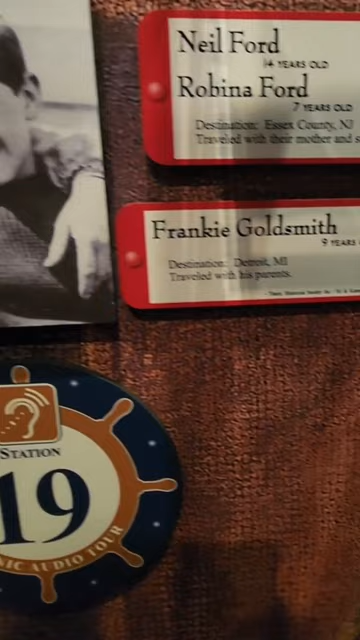 Neil Ford
14 YEARS OLD
Robina Ford
7 YEARS OLD
Destination: Essex County, NJ
Traveled with their mother and s
Frankie Goldsmith
9 YEARS
Destination: Detroit, MI
Traveled with his parents.
STATION
19
NIC AUDIO TOUR